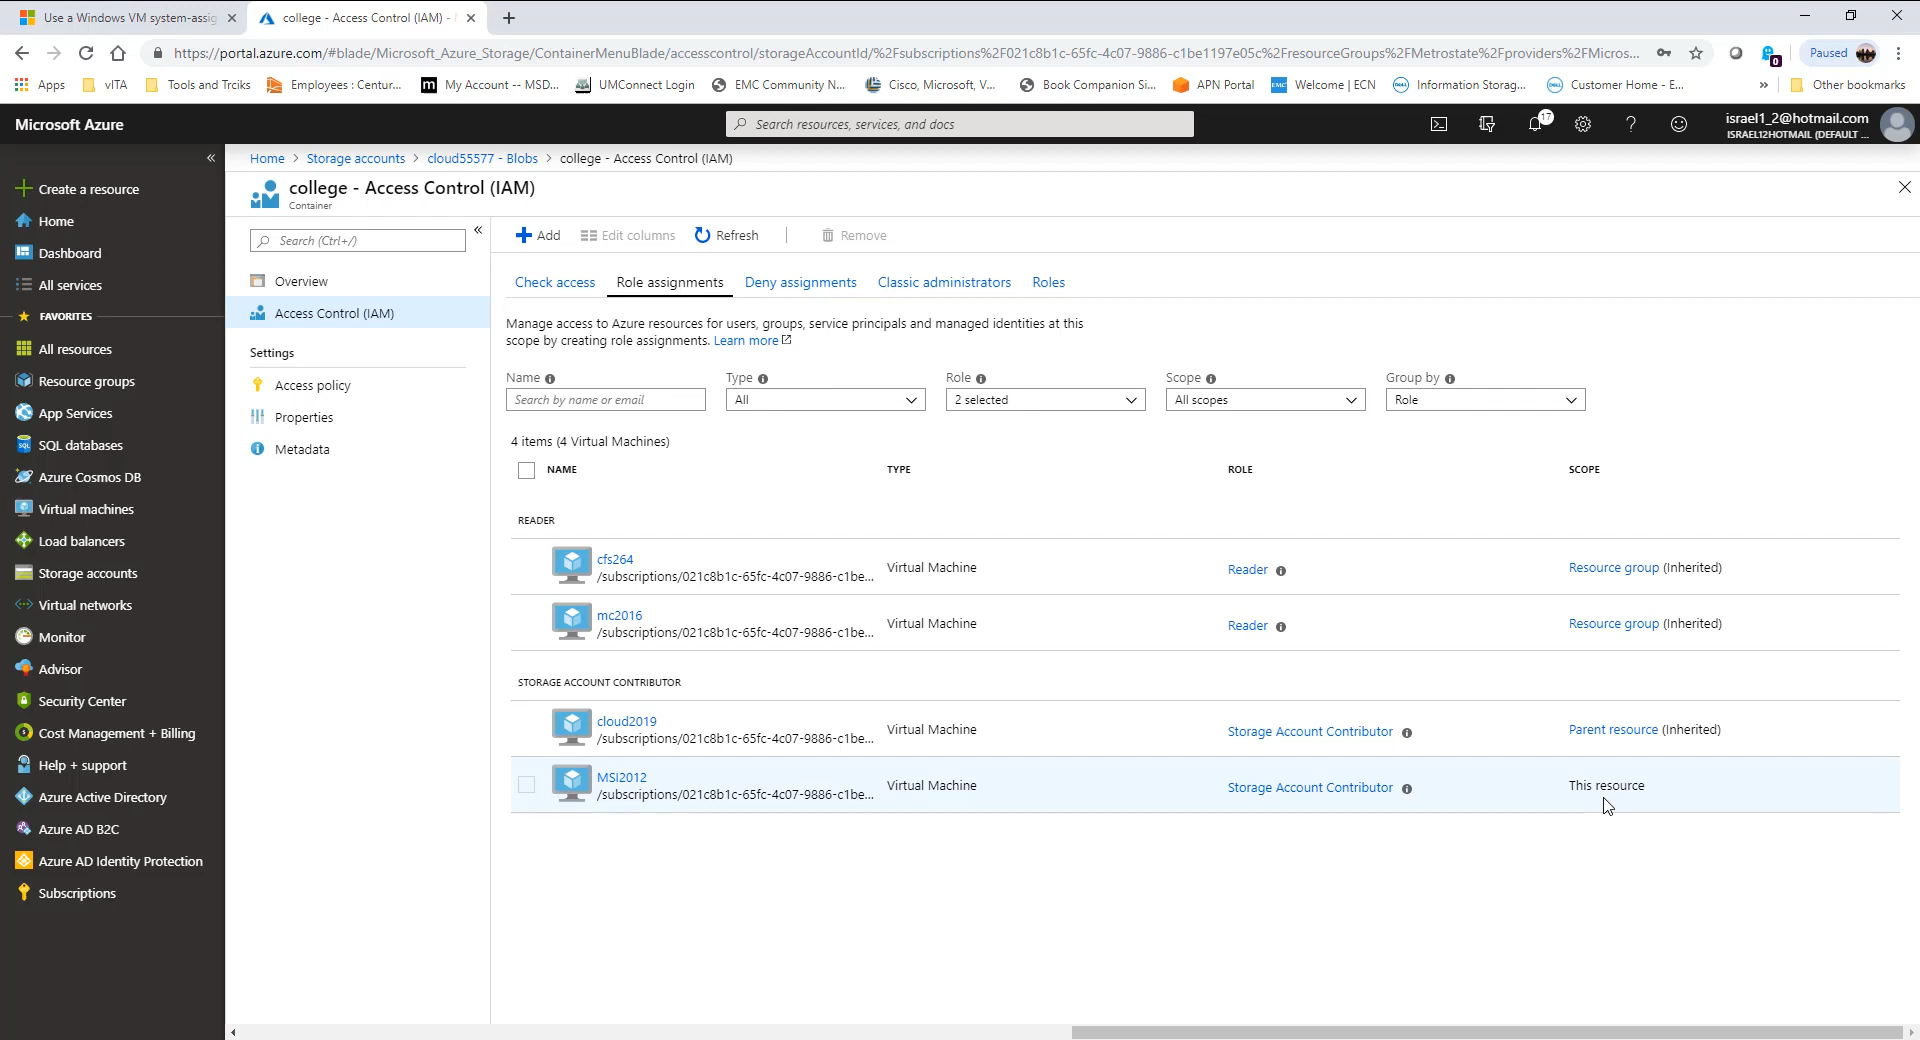 Use a Windows VM system-assig
college - Access Control (IAM) -
https://portal.azure.com/#blade/Microsoft_Azure_Storage/ContainerMenuBlade/accesscontrol/storageAccountId/%2Fsubscriptions%2F021c8b1c-65fc-4c07-9886-c1be1197e05c%2FresourceGroups%2FMetrostate%2Fproviders%2FMicros...
Paused
0
Apps
vITA
Tools and Trciks
Employees : Centur...
m My Account -- MSD...
UMConnect Login
EMC Community N...
Cisco, Microsoft, V...
Book Companion Si...
APN Portal
EMC Welcome | ECN
DELL Information Storag...
DELL Customer Home - E...
»
Other bookmarks
Microsoft Azure
Search resources, services, and docs
17
israel1_2@hotmail.com
ISRAEL12HOTMAIL (DEFAULT ...
Home > Storage accounts > cloud55577 - Blobs > college - Access Control (IAM)
college - Access Control (IAM)
Container
Create a resource
Home
Dashboard
All services
FAVORITES
All resources
Resource groups
App Services
SQL databases
Azure Cosmos DB
Virtual machines
Load balancers
Storage accounts
Virtual networks
Monitor
Advisor
Security Center
Cost Management + Billing
Help + support
Azure Active Directory
Azure AD B2C
Azure AD Identity Protection
Subscriptions
Search (Ctrl+/)
Overview
Access Control (IAM)
Settings
Access policy
Properties
Metadata
Add
Edit columns
Refresh
Remove
Check access
Role assignments
Deny assignments
Classic administrators
Roles
Manage access to Azure resources for users, groups, service principals and managed identities at this
scope by creating role assignments. Learn more
Name
Type
Role
Scope
Group by
Search by name or email
All
2 selected
All scopes
Role
4 items (4 Virtual Machines)
NAME
TYPE
ROLE
SCOPE
READER
cfs264
/subscriptions/021c8b1c-65fc-4c07-9886-c1be...
Virtual Machine
Reader
Resource group (Inherited)
mc2016
/subscriptions/021c8b1c-65fc-4c07-9886-c1be...
Virtual Machine
Reader
Resource group (Inherited)
STORAGE ACCOUNT CONTRIBUTOR
cloud2019
/subscriptions/021c8b1c-65fc-4c07-9886-c1be...
Virtual Machine
Storage Account Contributor
Parent resource (Inherited)
MSI2012
/subscriptions/021c8b1c-65fc-4c07-9886-c1be...
Virtual Machine
Storage Account Contributor
This resource